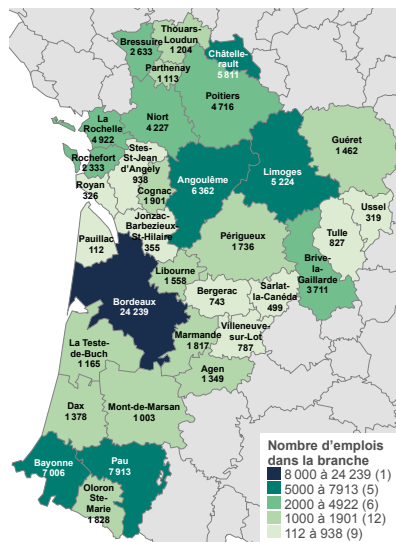 Thouars-
Loudun
1 204
Bressuire
2 633
Châtelle-
rault
5 811
Parthenay
1 113
Poitiers
4 716
Niort
4 227
La
Rochelle
4 922
Rochefort
2 333
Stes-
St-Jean
d'Angely
938
Royan
326
Cognac
1 901
Angoulême
6 362
Limoges
5 224
Guéret
1 462
Ussel
319
Tulle
827
Jonzac-
Barbezieux-
St-Hilaire
355
Pauillac
112
Périgueux
1 736
Brive-
la-
Gaillarde
3 711
Libourne
1 558
Bordeaux
24 239
Bergerac
743
Sarlat-
la-Canéda
499
Marmande
1 817
Villeneuve-
sur-Lot
787
La Teste-
de-Buch
1 165
Agen
1 349
Dax
1 378
Mont-de-Marsan
1 003
Bayonne
7 006
Pau
7 913
Oloron
Ste-
Marie
1 828
Nombre d'emplois
dans la branche
8 000 à 24 239 (1)
5000 à 7913 (5)
2000 à 4922 (6)
1000 à 1901 (12)
112 à 938 (9)